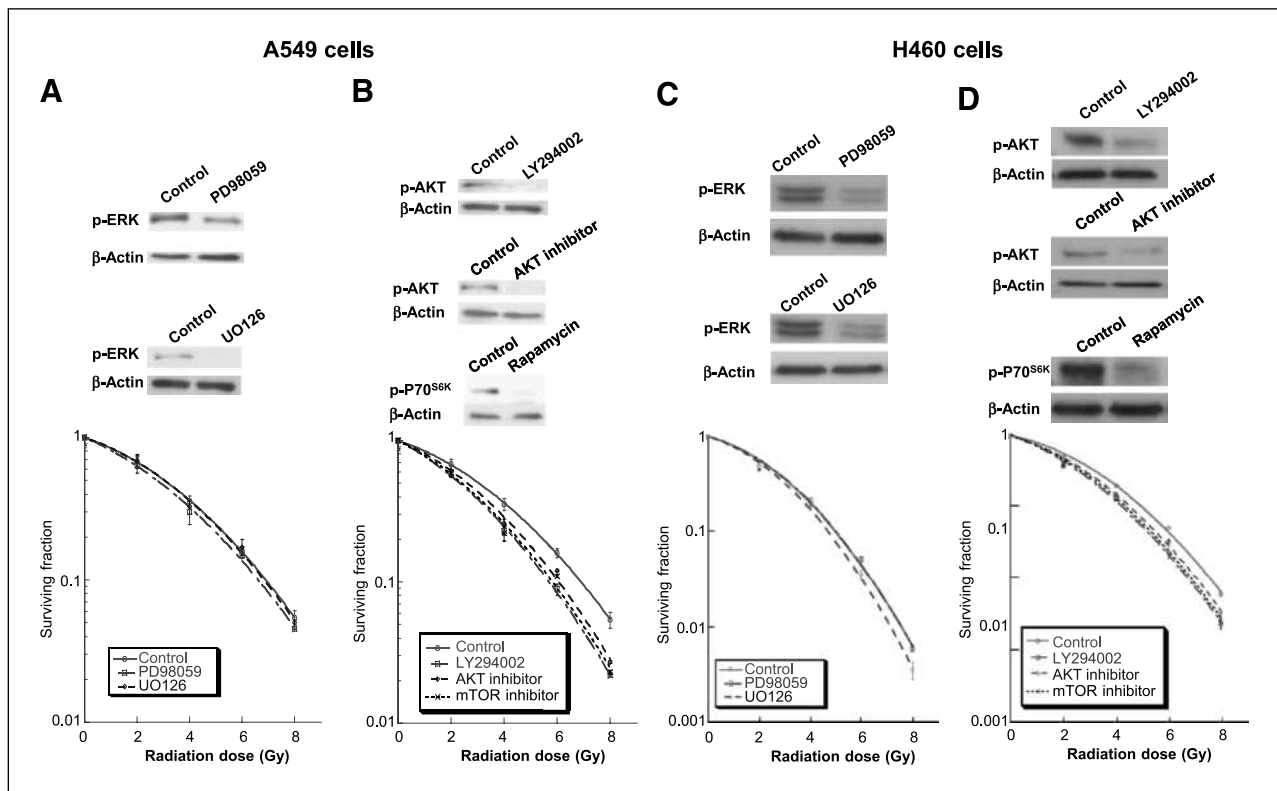 A549 cells
H460 cells
A
Control
PD98059
p-ERK
β-Actin
Control
UO126
p-ERK
β-Actin
1
0.1
0.01
Surviving fraction
Control
PD98059
UO126
0 2 4 6 8
Radiation dose (Gy)
B
Control
LY294002
p-AKT
β-Actin
Control
AKT inhibitor
p-AKT
β-Actin
Control
Rapamycin
p-P70S6K
β-Actin
1
0.1
0.01
Surviving fraction
Control
LY294002
AKT inhibitor
mTOR inhibitor
0 2 4 6 8
Radiation dose (Gy)
C
Control
PD98059
p-ERK
β-Actin
Control
UO126
p-ERK
β-Actin
1
0.1
0.01
0.001
Surviving fraction
Control
PD98059
UO126
0 2 4 6 8
Radiation dose (Gy)
D
Control
LY294002
p-AKT
β-Actin
Control
AKT inhibitor
p-AKT
β-Actin
Control
Rapamycin
p-P70S6K
β-Actin
1
0.1
0.01
0.001
Surviving fraction
Control
LY294002
AKT inhibitor
mTOR inhibitor
0 2 4 6 8
Radiation dose (Gy)